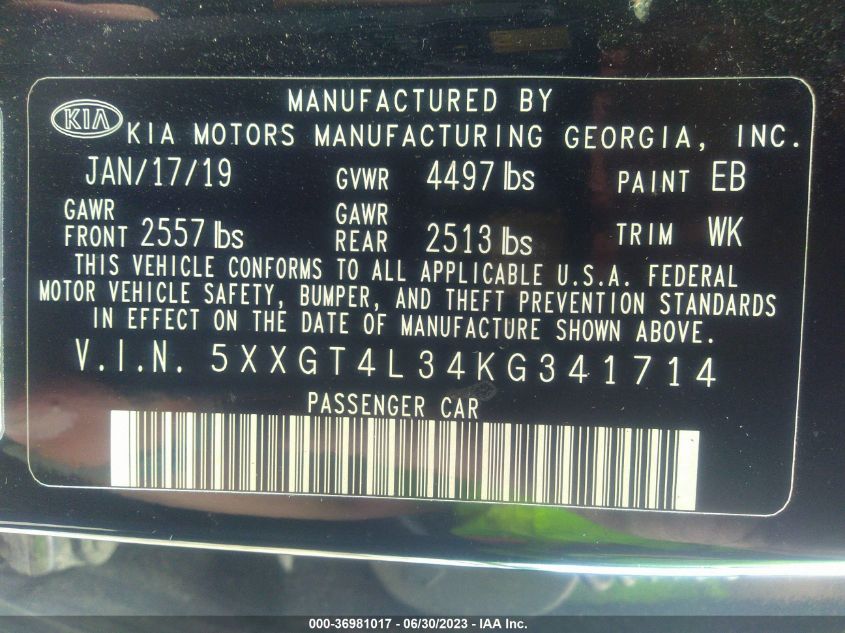 MANUFACTURED BY
KIA KIA MOTORS MANUFACTURING GEORGIA, INC.
JAN/17/19 GVWR 4497 lbs PAINT EB
GAWR FRONT 2557 lbs GAWR REAR 2513 lbs TRIM WK
THIS VEHICLE CONFORMS TO ALL APPLICABLE U.S.A. FEDERAL
MOTOR VEHICLE SAFETY, BUMPER, AND THEFT PREVENTION STANDARDS
IN EFFECT ON THE DATE OF MANUFACTURE SHOWN ABOVE.
V.I.N. 5XXGT4L34KG341714
PASSENGER CAR
000-36981017 - 06/30/2023 - IAA Inc.